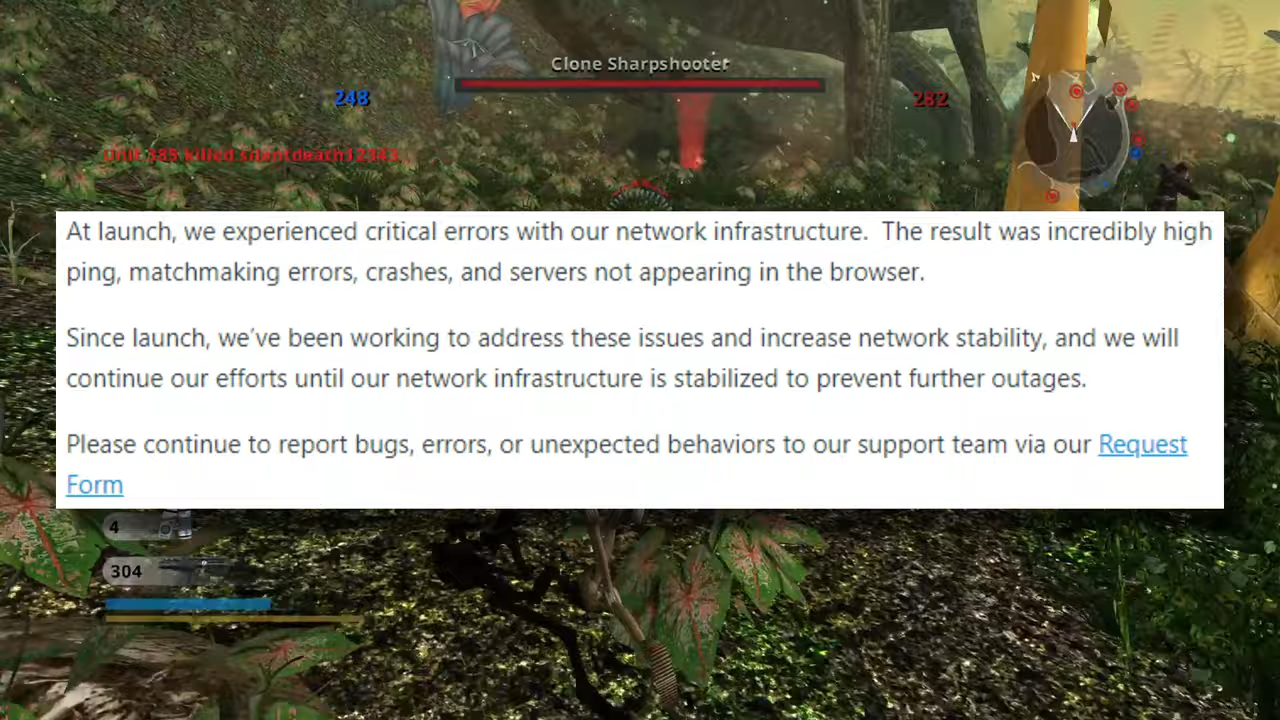 Clone Sharpshooter
248
282
Unit 385 killed silentdeath12343
At launch, we experienced critical errors with our network infrastructure. The result was incredibly high
ping, matchmaking errors, crashes, and servers not appearing in the browser.
Since launch, we've been working to address these issues and increase network stability, and we will
continue our efforts until our network infrastructure is stabilized to prevent further outages.
Please continue to report bugs, errors, or unexpected behaviors to our support team via our Request
Form
4
304